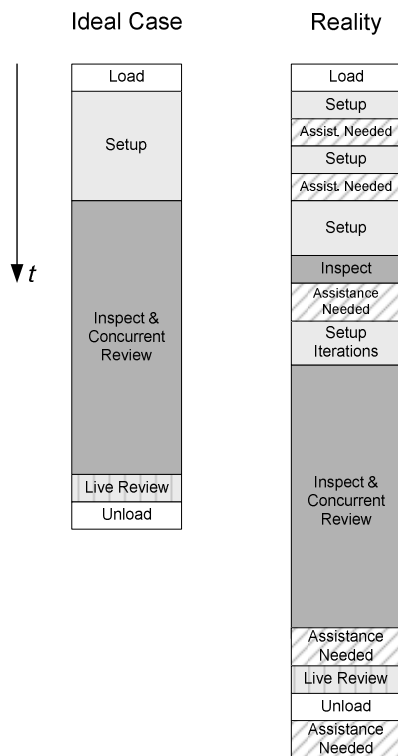 Ideal Case
Load
Setup
Inspect &
Concurrent
Review
Live Review
Unload
t
Reality
Load
Setup
Assist. Needed
Setup
Assist. Needed
Setup
Inspect
Assistance
Needed
Setup
Iterations
Inspect &
Concurrent
Review
Assistance
Needed
Live Review
Unload
Assistance
Needed